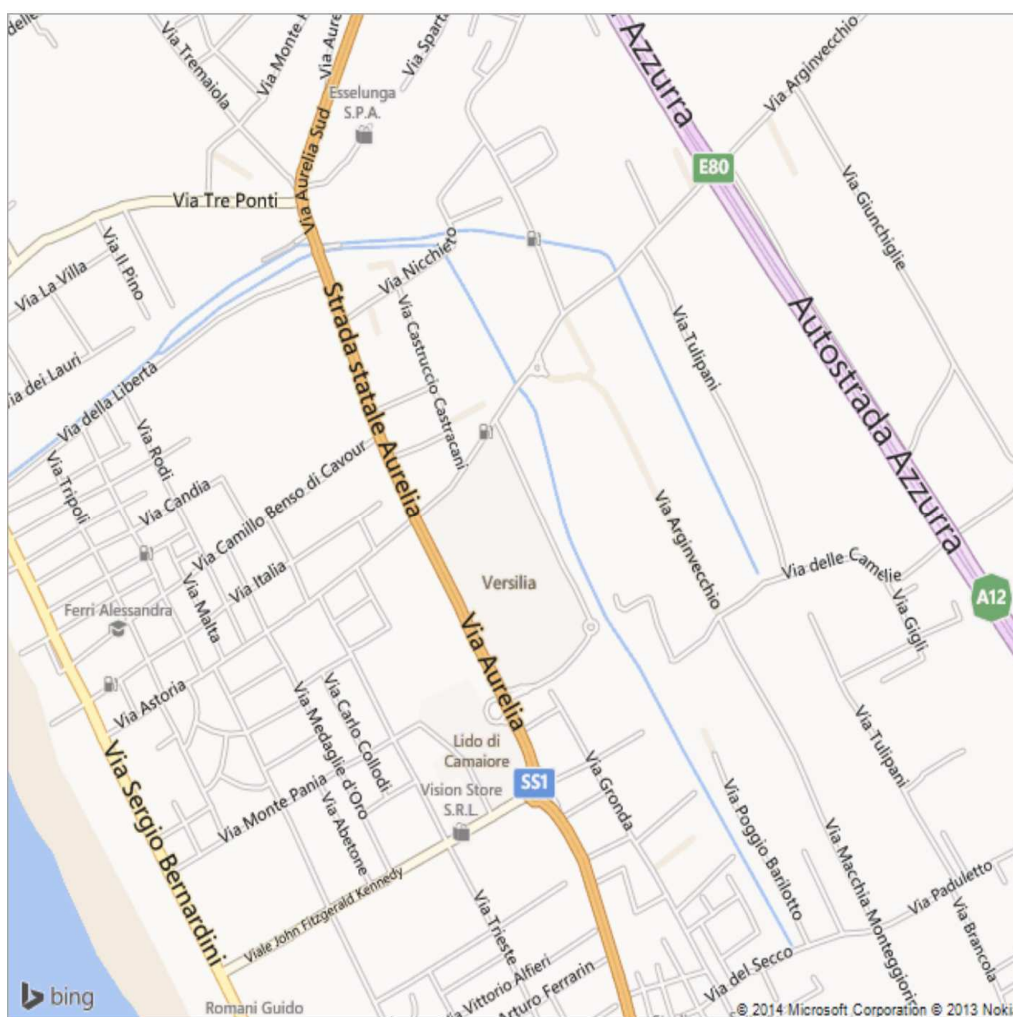 delle
Via Tremaiola
Via Monte
Via Aure
Via Sparta
Azzurra
Via Arginvecchio
Esselunga
S.P.A.
Via Aurelia Sud
E80
Via Tre Ponti
Via Giunchiglie
Via Il Pino
Via La Villa
Via Nicchieto
Strada statale Aurelia
Via Castruccio Castracani
Via Tulipani
Autostrada Azzurra
ia dei Lauri
Via della Libertà
Via Rodi
Via Tripoli
Via Candia
Via Camillo Benso di Cavour
Via Italia
Via Arginvecchio
Versilia
Via delle Camelie
Via Gigli
A12
Ferri Alessandra
Via Malta
Via Aurelia
Via Astoria
Via Medaglie d'Oro
Via Carlo Collodi
Lido di
Camaiore
SS1
Via Gronda
Via Tulipani
Vision Store
S.R.L.
Via Sergio Bernardini
Via Monte Pania
Via Abetone
Via Poggio Barilotto
Via Macchia Monteggiori
Via Paduletto
Via Brancola
Viale John Fitzgerald Kennedy
Via Trieste
Via Vittorio Alfieri
Arturo Ferrarin
Via del Secco
bing
Romani Guido
© 2014 Microsoft Corporation © 2013 Noki